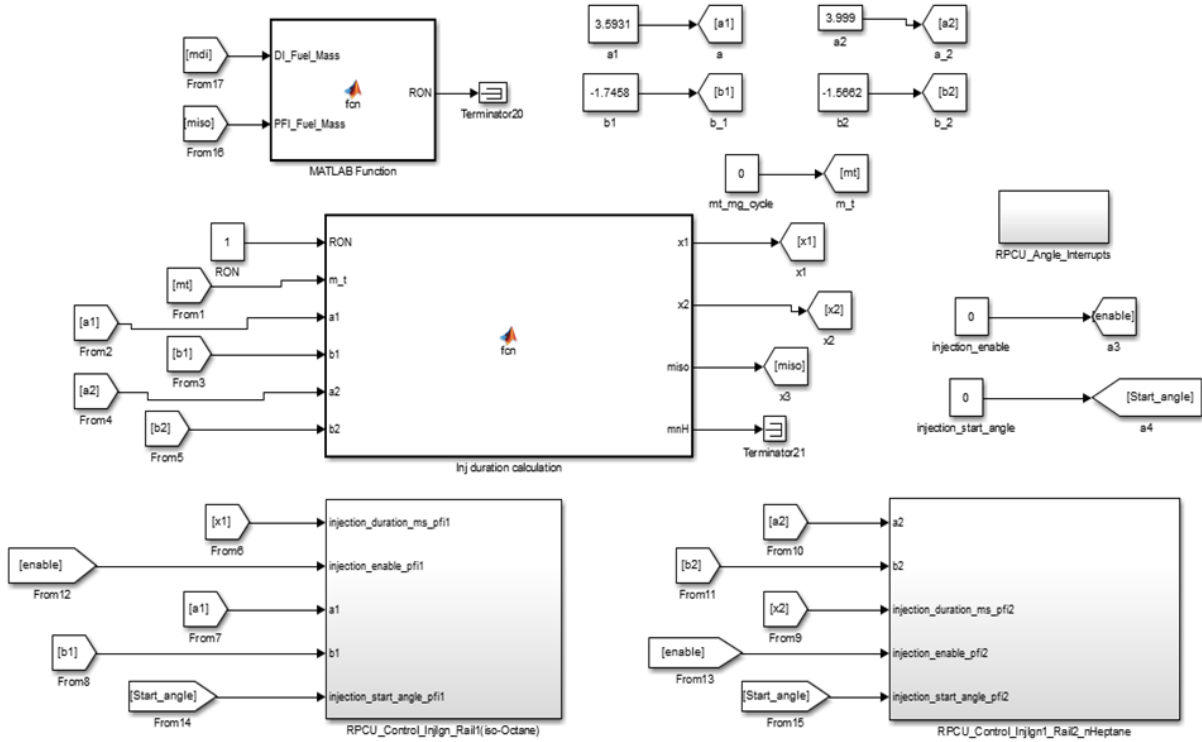 [mdi]
From17
[miso]
From16
DI_Fuel_Mass
PFI_Fuel_Mass
fcn
RON
MATLAB Function
Terminator20
3.5931
a1
[a1]
a
3.999
a2
[a2]
a_2
-1.7458
b1
[b1]
b_1
-1.5662
b2
[b2]
b_2
0
mt_mg_cycle
[mt]
m_t
RPCU_Angle_Interrupts
1
RON
[mt]
From1
[a1]
From2
[b1]
From3
[a2]
From4
[b2]
From5
RON
m_t
a1
b1
a2
b2
fcn
x1
x2
miso
mnH
Inj duration calculation
[x1]
x1
[x2]
x2
[miso]
x3
Terminator21
0
injection_enable
[enable]
a3
0
injection_start_angle
[Start_angle]
a4
[x1]
From6
[enable]
From12
[a1]
From7
[b1]
From8
[Start_angle]
From14
injection_duration_ms_pfi1
injection_enable_pfi1
a1
b1
injection_start_angle_pfi1
RPCU_Control_InjIgn_Rail1(iso-Octane)
[a2]
From10
[b2]
From11
[x2]
From9
[enable]
From13
[Start_angle]
From15
a2
b2
injection_duration_ms_pfi2
injection_enable_pfi2
injection_start_angle_pfi2
RPCU_Control_InjIgn1_Rail2_nHeptane